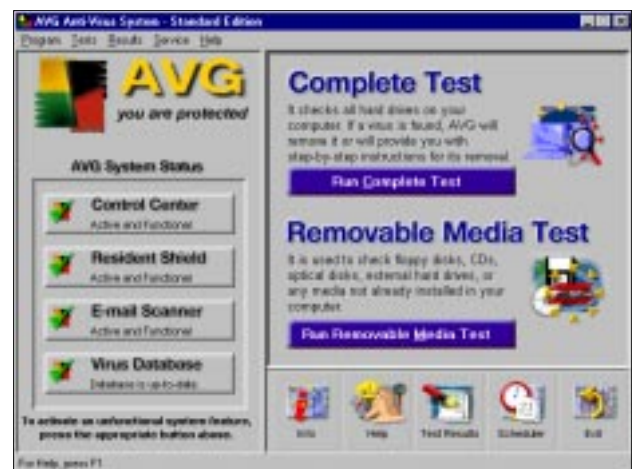 AVG Anti-Virus System - Standard Edition
Program Tests Results Service Help
AVG
you are protected
AVG System Status
Control Center
Active and Functional
Resident Shield
Active and Functional
E-mail Scanner
Active and Functional
Virus Database
Database is up-to-date
To activate an unfunctional system feature,
press the appropriate button above.
Complete Test
It checks all hard drives on your
computer. If a virus is found, AVG will
remove it or will provide you with
step-by-step instructions for its removal.
Run Complete Test
Removable Media Test
It is used to check floppy disks, CDs,
optical disks, external hard drives, or
any media not already installed in your
computer.
Run Removable Media Test
Info
Help
Test Results
Scheduler
Exit
For Help, press F1